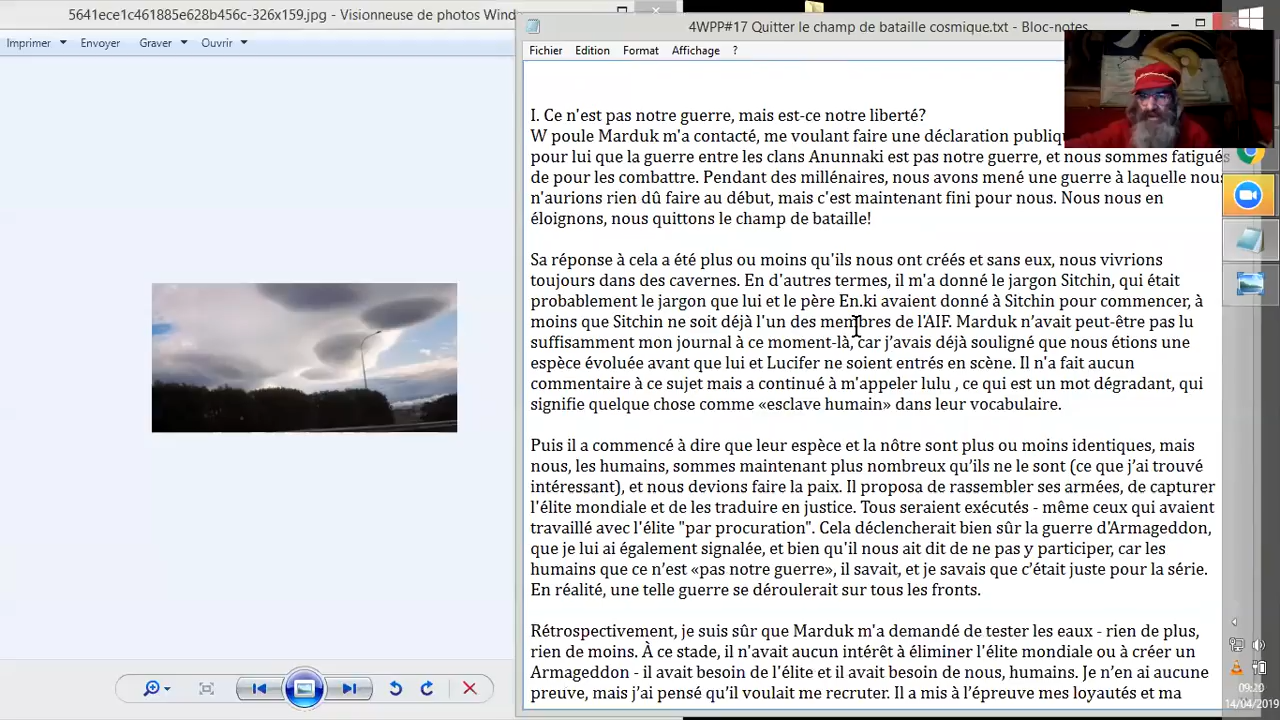 5641ece1c461885e628b456c-326x159.jpg - Visionneuse de photos Wind
Imprimer Envoyer Graver Ouvrir
4WPP#17 Quitter le champ de bataille cosmique.txt - Bloc-notes
Fichier Edition Format Affichage ?
I. Ce n'est pas notre guerre, mais est-ce notre liberté?
W poule Marduk m'a contacté, me voulant faire une déclaration publiqu
pour lui que la guerre entre les clans Anunnaki est pas notre guerre, et nous sommes fatigués
de pour les combattre. Pendant des millénaires, nous avons mené une guerre à laquelle nous
n'aurions rien dû faire au début, mais c'est maintenant fini pour nous. Nous nous en
éloignons, nous quittons le champ de bataille!
Sa réponse à cela a été plus ou moins qu'ils nous ont créés et sans eux, nous vivrions
toujours dans des cavernes. En d'autres termes, il m'a donné le jargon Sitchin, qui était
probablement le jargon que lui et le père En.ki avaient donné à Sitchin pour commencer, à
moins que Sitchin ne soit déjà l'un des membres de l'AIF. Marduk n’avait peut-être pas lu
suffisamment mon journal à ce moment-là, car j’avais déjà souligné que nous étions une
espèce évoluée avant que lui et Lucifer ne soient entrés en scène. Il n'a fait aucun
commentaire à ce sujet mais a continué à m'appeler lulu , ce qui est un mot dégradant, qui
signifie quelque chose comme «esclave humain» dans leur vocabulaire.
Puis il a commencé à dire que leur espèce et la nôtre sont plus ou moins identiques, mais
nous, les humains, sommes maintenant plus nombreux qu’ils ne le sont (ce que j’ai trouvé
intéressant), et nous devions faire la paix. Il proposa de rassembler ses armées, de capturer
l'élite mondiale et de les traduire en justice. Tous seraient exécutés - même ceux qui avaient
travaillé avec l'élite "par procuration". Cela déclencherait bien sûr la guerre d'Armageddon,
que je lui ai également signalée, et bien qu'il nous ait dit de ne pas y participer, car les
humains que ce n’est «pas notre guerre», il savait, et je savais que c’était juste pour la série.
En réalité, une telle guerre se déroulerait sur tous les fronts.
Rétrospectivement, je suis sûr que Marduk m'a demandé de tester les eaux - rien de plus,
rien de moins. À ce stade, il n'avait aucun intérêt à éliminer l'élite mondiale ou à créer un
Armageddon - il avait besoin de l'élite et il avait besoin de nous, humains. Je n’en ai aucune
preuve, mais j’ai pensé qu’il voulait me recruter. Il a mis à l’épreuve mes loyautés et ma
09:20
14/04/2019